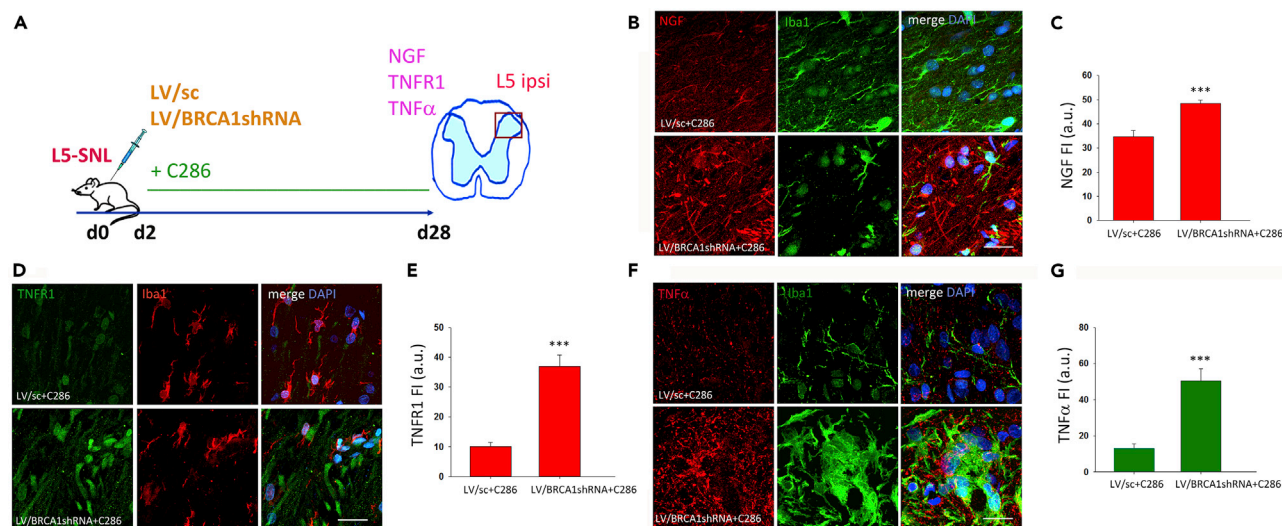 A
LV/sc
LV/BRCA1shRNA
L5-SNL
+ C286
d0 d2 d28
NGF
TNFR1
TNFα
L5 ipsi
B
NGF Iba1 merge DAPI
LV/sc+C286
LV/BRCA1shRNA+C286
C
NGF FI (a.u.)
60
50
40
30
20
10
0
***
LV/sc+C286 LV/BRCA1shRNA+C286
D
TNFR1 Iba1 merge DAPI
LV/sc+C286
LV/BRCA1shRNA+C286
E
TNFR1 FI (a.u.)
50
40
30
20
10
0
***
LV/sc+C286 LV/BRCA1shRNA+C286
F
TNFα Iba1 merge DAPI
LV/sc+C286
LV/BRCA1shRNA+C286
G
TNFα FI (a.u.)
80
60
40
20
0
***
LV/sc+C286 LV/BRCA1shRNA+C286